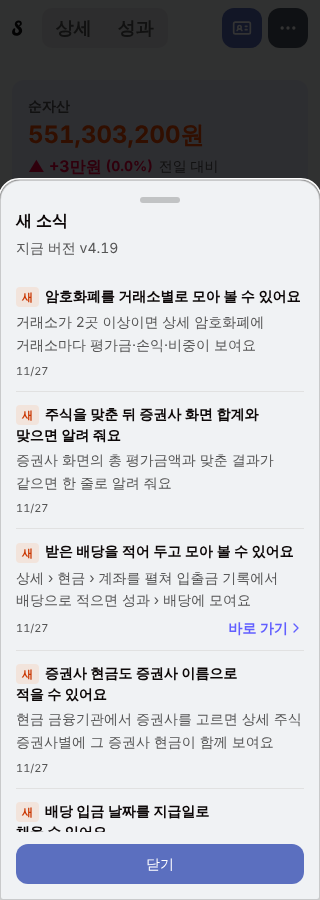 S 상세 성과
순자산
551,303,200원
▲ +3만원 (0.0%) 전일 대비
새 소식
지금 버전 v4.19
새 암호화폐를 거래소별로 모아 볼 수 있어요
거래소가 2곳 이상이면 상세 암호화폐에
거래소마다 평가금·손익·비중이 보여요
11/27
새 주식을 맞춘 뒤 증권사 화면 합계와
맞으면 알려 줘요
증권사 화면의 총 평가금액과 맞춘 결과가
같으면 한 줄로 알려 줘요
11/27
새 받은 배당을 적어 두고 모아 볼 수 있어요
상세 › 현금 › 계좌를 펼쳐 입출금 기록에서
배당으로 적으면 성과 › 배당에 모여요
11/27 바로 가기 >
새 증권사 현금도 증권사 이름으로
적을 수 있어요
현금 금융기관에서 증권사를 고르면 상세 주식
증권사별에 그 증권사 현금이 함께 보여요
11/27
새 배당 입금 날짜를 지급일로
채울 수 있어요
닫기